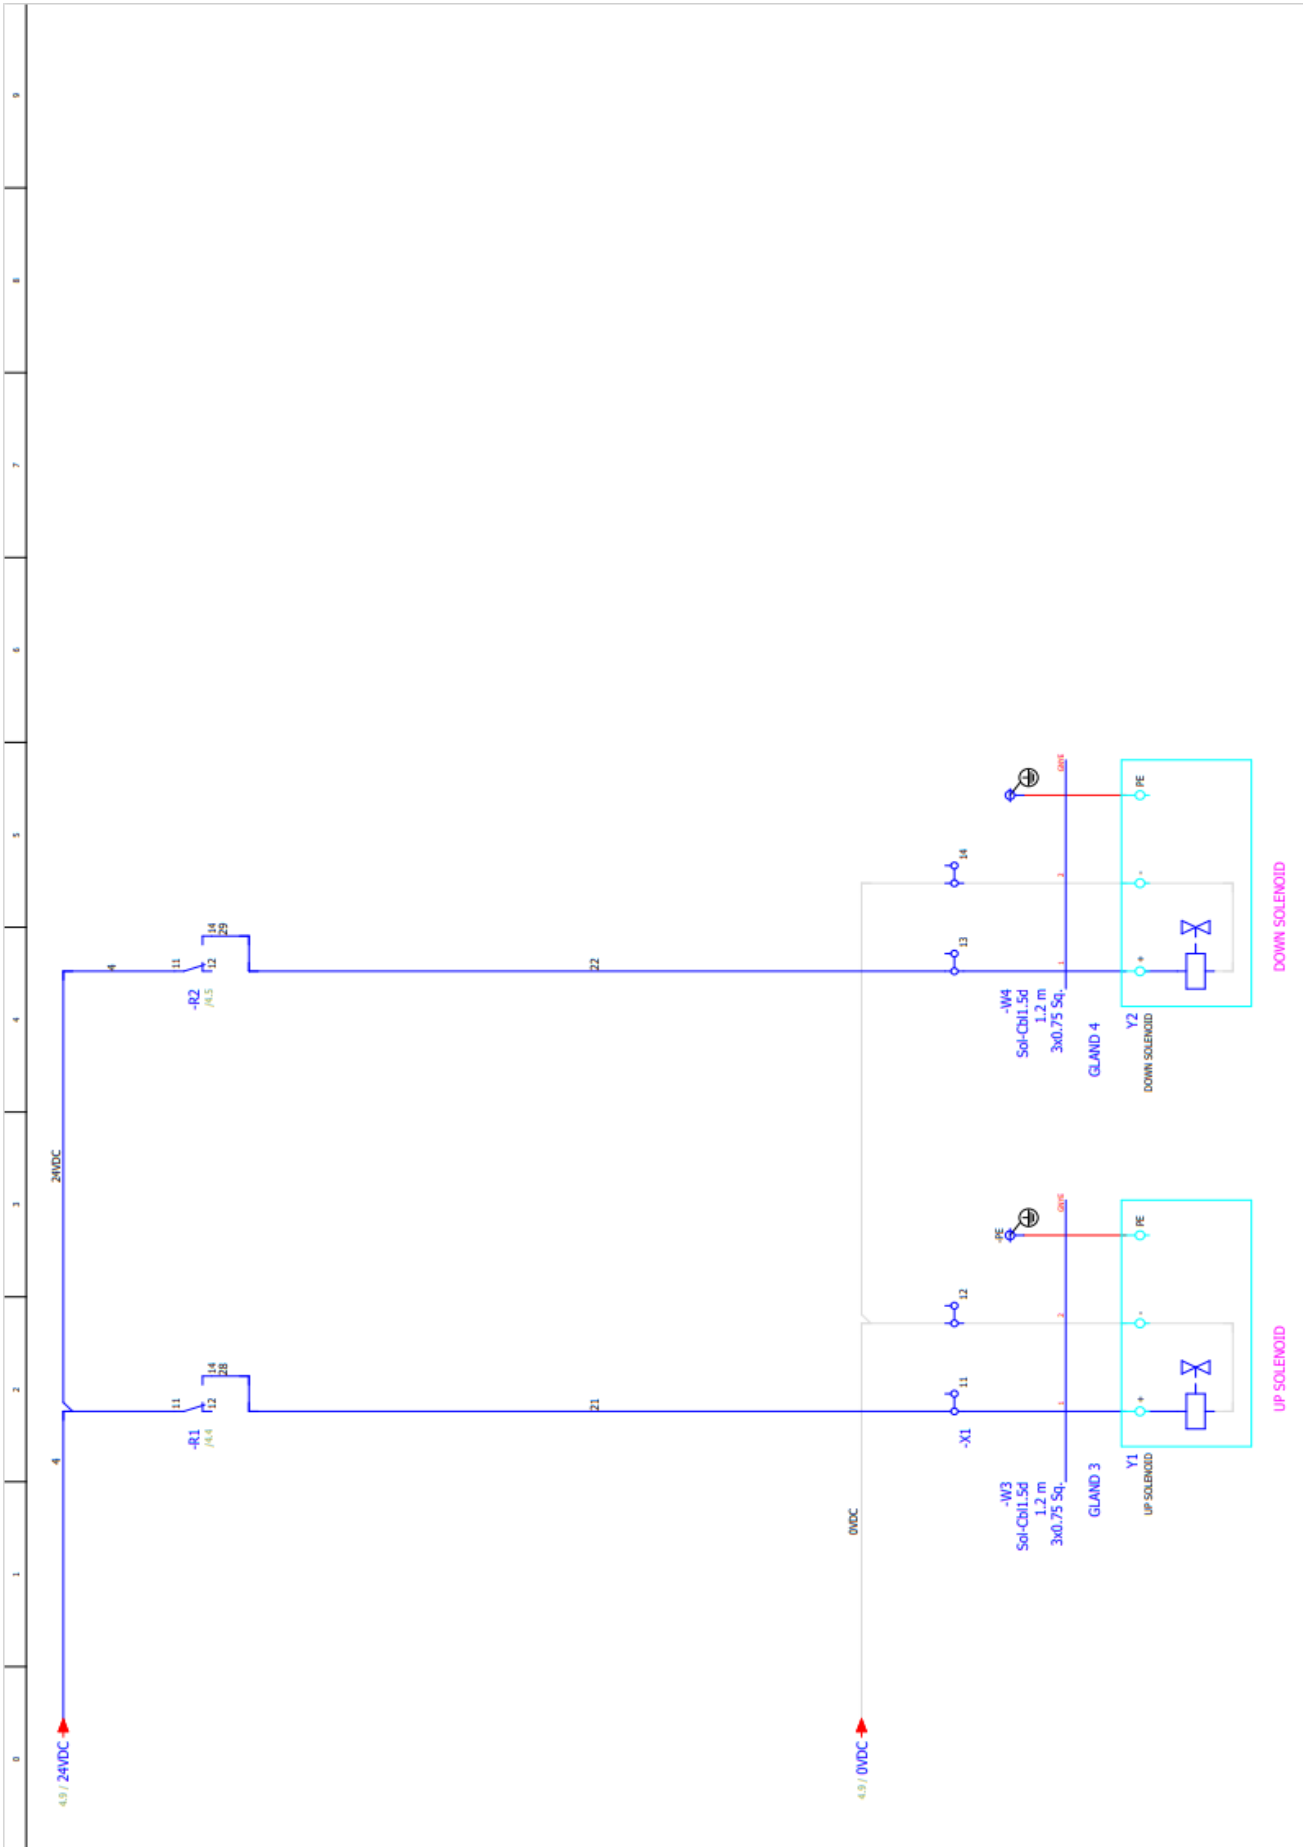 0
1
2
3
4
5
6
7
8
9
4.9 / 24VDC
4
24VDC
4
-R1
/4.4
11
12
14
28
-R2
/4.5
11
12
14
29
21
22
4.9 / 0VDC
0VDC
-X1
11
12
13
14
-W3
Sol-Cbl1.5d
1.2 m
3x0.75 Sq.
1
2
GNYE
-PE
GLAND 3
-W4
Sol-Cbl1.5d
1.2 m
3x0.75 Sq.
1
2
GNYE
GLAND 4
Y1
UP SOLENOID
+
-
PE
Y2
DOWN SOLENOID
+
-
PE
UP SOLENOID
DOWN SOLENOID